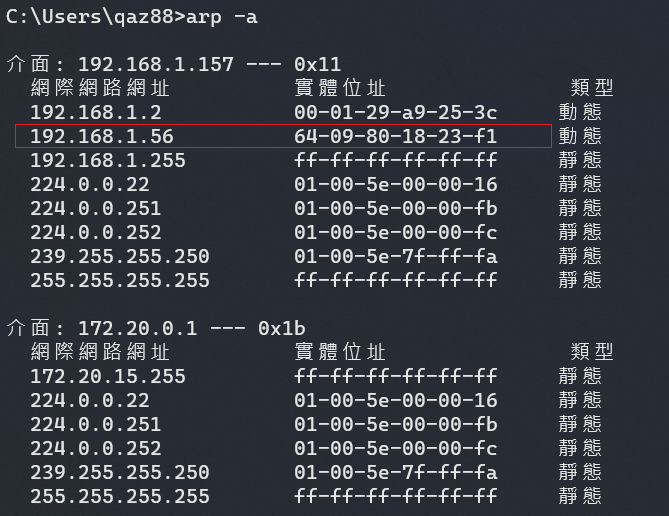 C:\Users\qaz88>arp -a
介面: 192.168.1.157 --- 0x11
網際網路網址 實體位址 類型
192.168.1.2 00-01-29-a9-25-3c 動態
192.168.1.56 64-09-80-18-23-f1 動態
192.168.1.255 ff-ff-ff-ff-ff-ff 靜態
224.0.0.22 01-00-5e-00-00-16 靜態
224.0.0.251 01-00-5e-00-00-fb 靜態
224.0.0.252 01-00-5e-00-00-fc 靜態
239.255.255.250 01-00-5e-7f-ff-fa 靜態
255.255.255.255 ff-ff-ff-ff-ff-ff 靜態
介面: 172.20.0.1 --- 0x1b
網際網路網址 實體位址 類型
172.20.15.255 ff-ff-ff-ff-ff-ff 靜態
224.0.0.22 01-00-5e-00-00-16 靜態
224.0.0.251 01-00-5e-00-00-fb 靜態
224.0.0.252 01-00-5e-00-00-fc 靜態
239.255.255.250 01-00-5e-7f-ff-fa 靜態
255.255.255.255 ff-ff-ff-ff-ff-ff 靜態